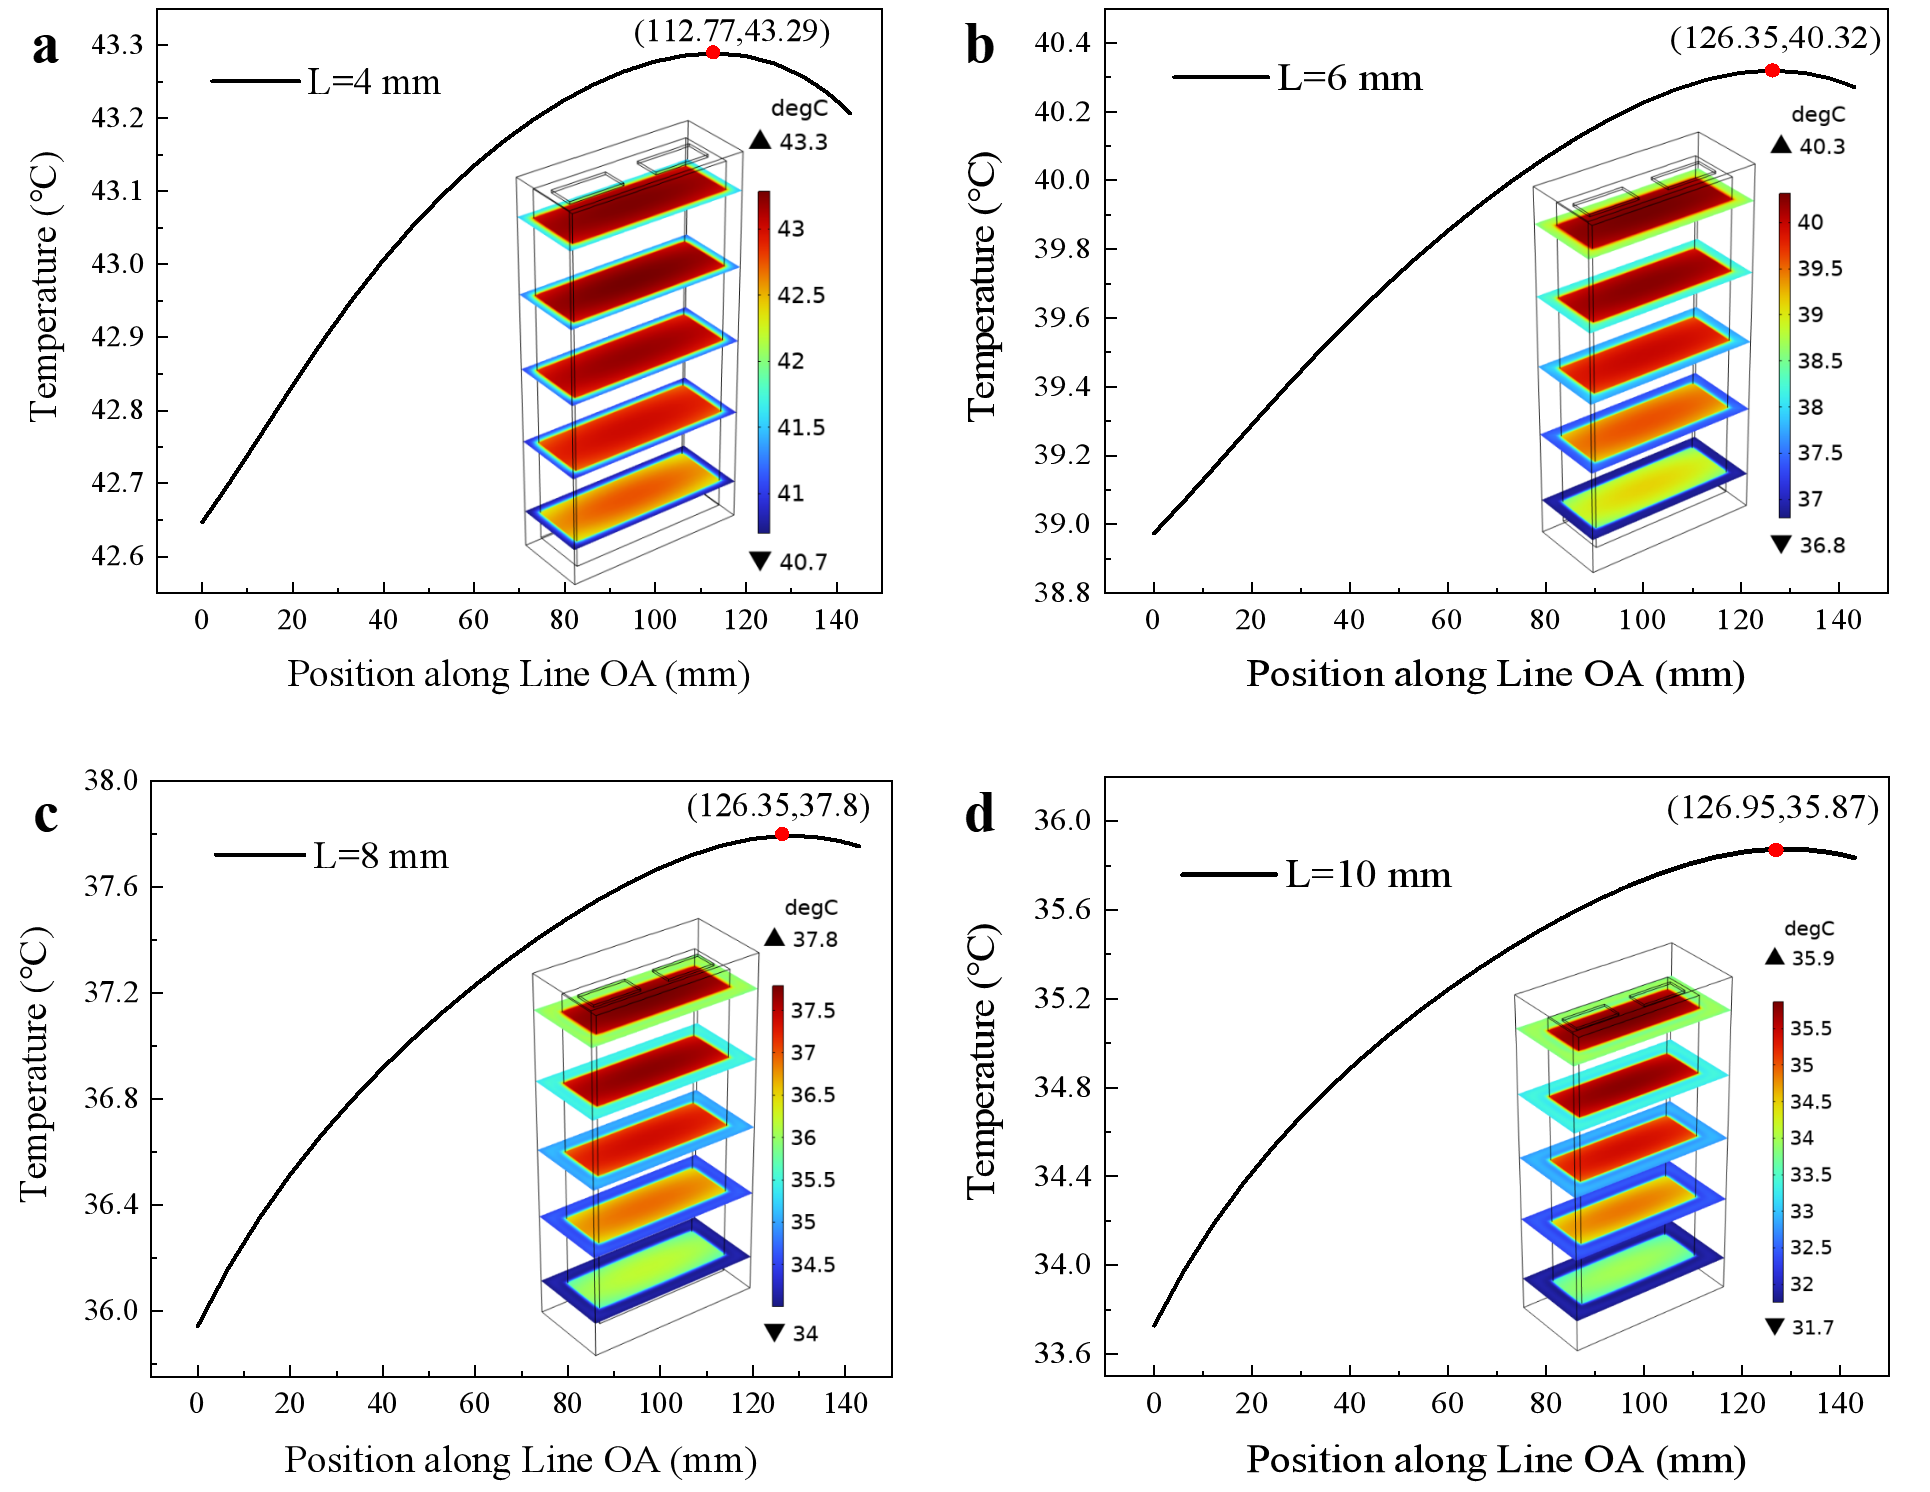 a
(112.77,43.29)
L=4 mm
Temperature (°C)
43.3
43.2
43.1
43.0
42.9
42.8
42.7
42.6
0 20 40 60 80 100 120 140
Position along Line OA (mm)
degC
▲ 43.3
43
42.5
42
41.5
41
▼ 40.7
b
(126.35,40.32)
L=6 mm
Temperature (°C)
40.4
40.2
40.0
39.8
39.6
39.4
39.2
39.0
38.8
0 20 40 60 80 100 120 140
Position along Line OA (mm)
degC
▲ 40.3
40
39.5
39
38.5
38
37.5
37
▼ 36.8
c
(126.35,37.8)
L=8 mm
Temperature (°C)
38.0
37.6
37.2
36.8
36.4
36.0
0 20 40 60 80 100 120 140
Position along Line OA (mm)
degC
▲ 37.8
37.5
37
36.5
36
35.5
35
34.5
▼ 34
d
(126.95,35.87)
L=10 mm
Temperature (°C)
36.0
35.6
35.2
34.8
34.4
34.0
33.6
0 20 40 60 80 100 120 140
Position along Line OA (mm)
degC
▲ 35.9
35.5
35
34.5
34
33.5
33
32.5
32
▼ 31.7